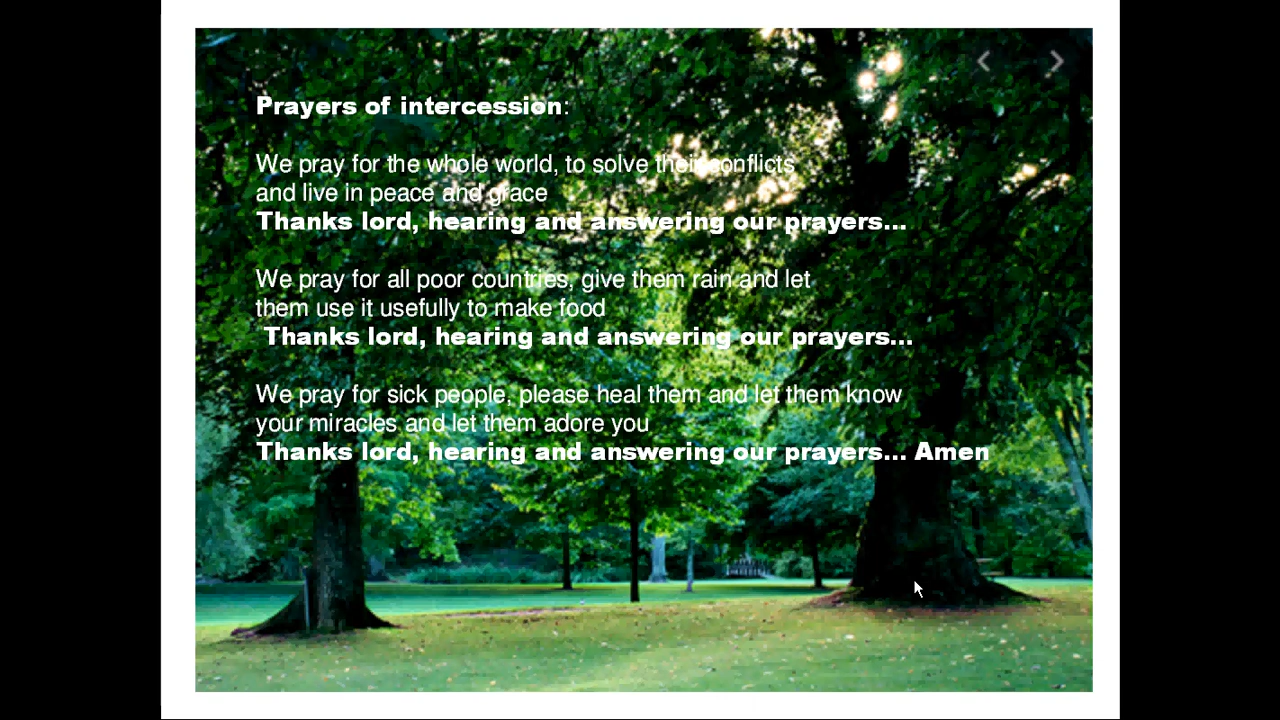 Prayers of intercession:
We pray for the whole world, to solve their conflicts
and live in peace and grace
Thanks lord, hearing and answering our prayers...
We pray for all poor countries, give them rain and let
them use it usefully to make food
Thanks lord, hearing and answering our prayers...
We pray for sick people, please heal them and let them know
your miracles and let them adore you
Thanks lord, hearing and answering our prayers... Amen